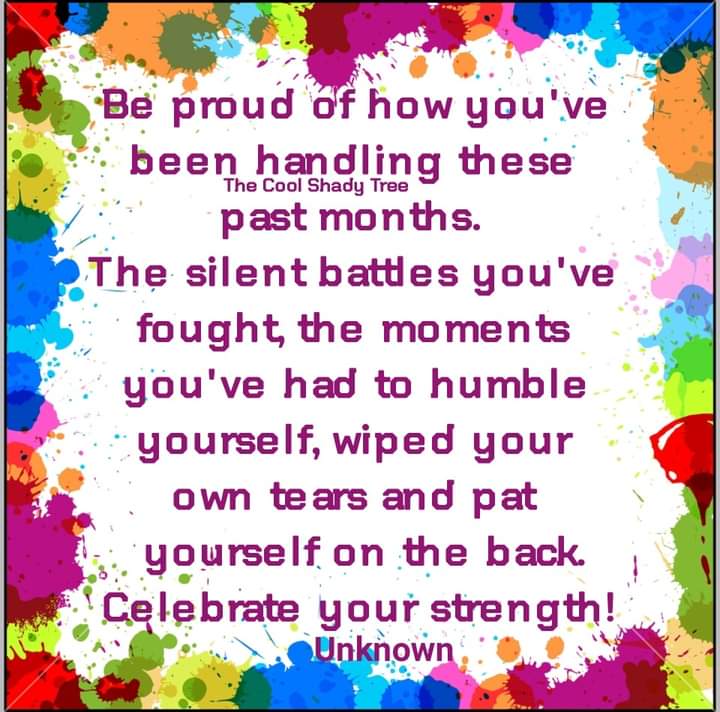 Be proud of how you've
been handling these
The Cool Shady Tree
past months.
The silent battles you've
fought, the moments
you've had to humble
yourself, wiped your
own tears and pat
yourself on the back.
Celebrate your strength!
Unknown